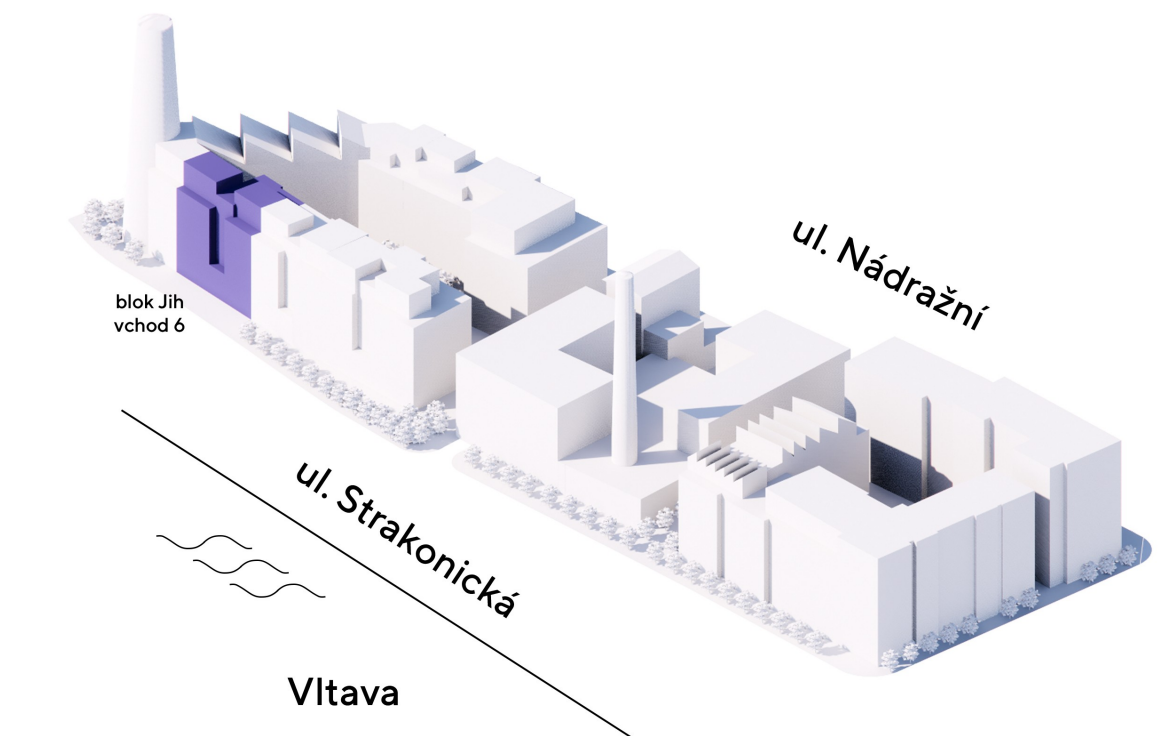 ul. Nádražní
blok Jih
vchod 6
ul. Strakonická
Vltava